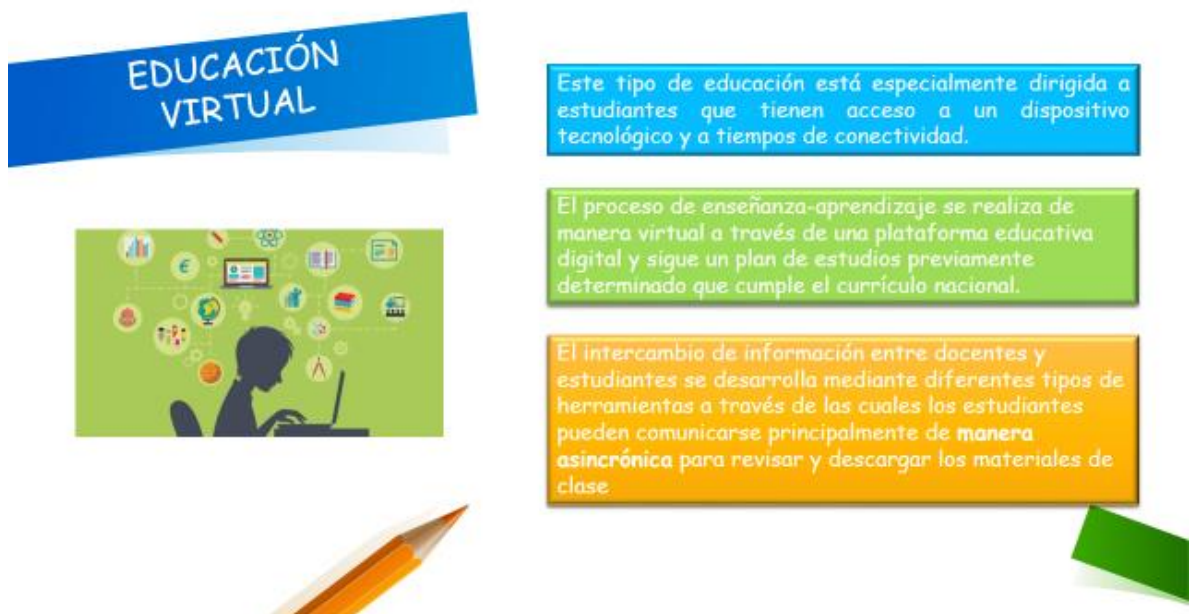 EDUCACIÓN
VIRTUAL
Este tipo de educación está especialmente dirigida a
estudiantes que tienen acceso a un dispositivo
tecnológico y a tiempos de conectividad.
El proceso de enseñanza-aprendizaje se realiza de
manera virtual a través de una plataforma educativa
digital y sigue un plan de estudios previamente
determinado que cumple el currículo nacional.
El intercambio de información entre docentes y
estudiantes se desarrolla mediante diferentes tipos de
herramientas a través de las cuales los estudiantes
pueden comunicarse principalmente de manera
asincrónica para revisar y descargar los materiales de
clase